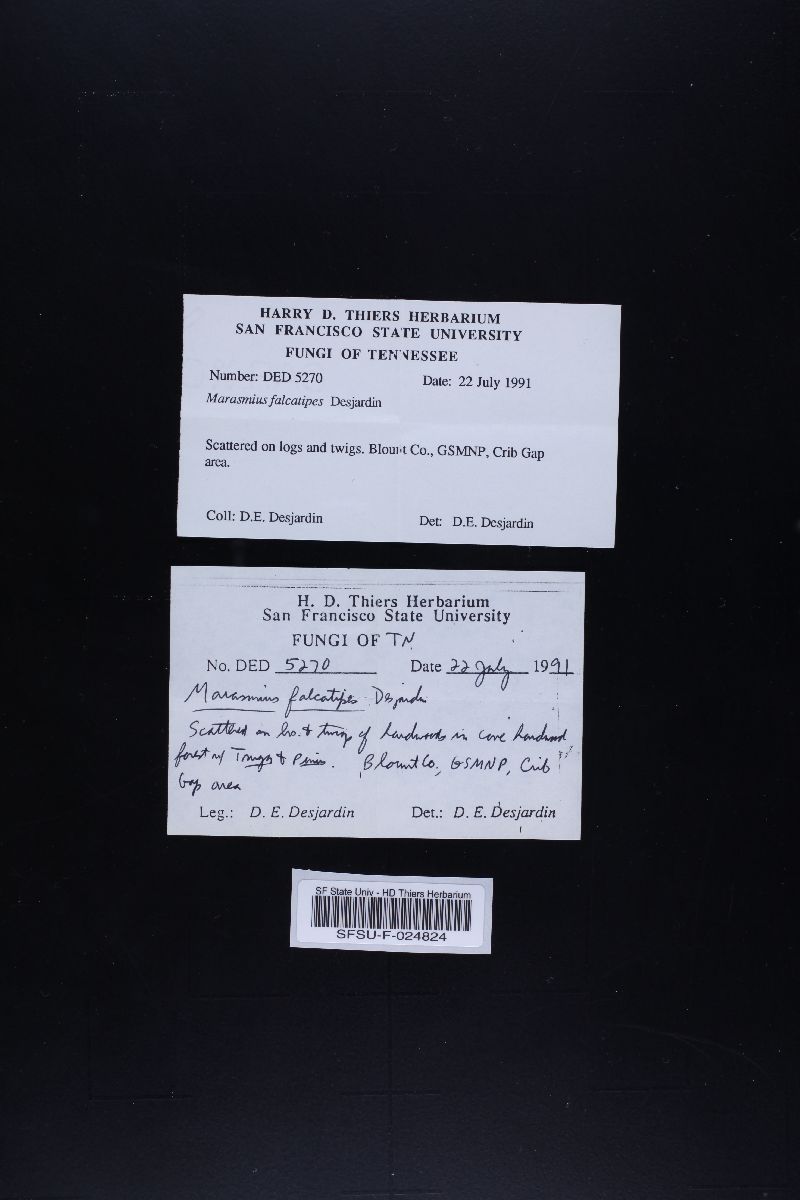 HARRY D. THIERS HERBARIUM
SAN FRANCISCO STATE UNIVERSITY
FUNGI OF TENNESSEE
Number: DED 5270 Date: 22 July 1991
Marasmius falcatipes Desjardin
Scattered on logs and twigs. Blount Co., GSMNP, Crib Gap
area.
Coll: D.E. Desjardin Det: D.E. Desjardin
H. D. Thiers Herbarium
San Francisco State University
FUNGI OF TN
No. DED 5270 Date 22 July 1991
Marasmius falcatipes Desjardin
Scattered on & twigs of hardwoods in cove hardwood
forest w/ Tsuga & Pinus. Blount Co., GSMNP, Crib
Gap area
Leg.: D. E. Desjardin Det.: D. E. Desjardin
SF State Univ - HD Thiers Herbarium
SFSU-F-024824